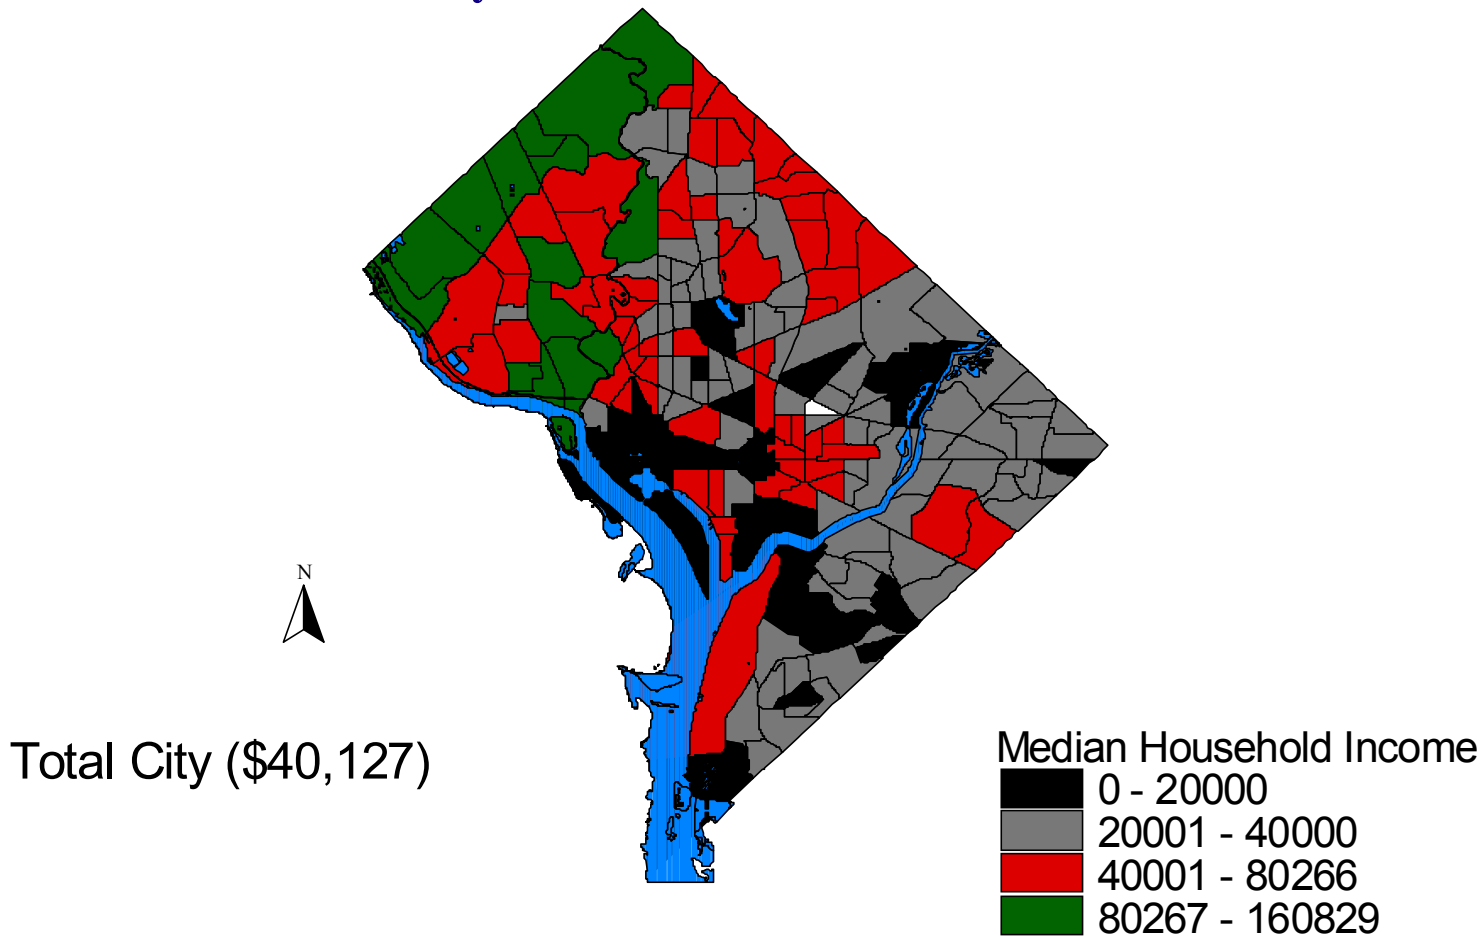 N
Total City ($40,127)
Median Household Income
0 - 20000
20001 - 40000
40001 - 80266
80267 - 160829